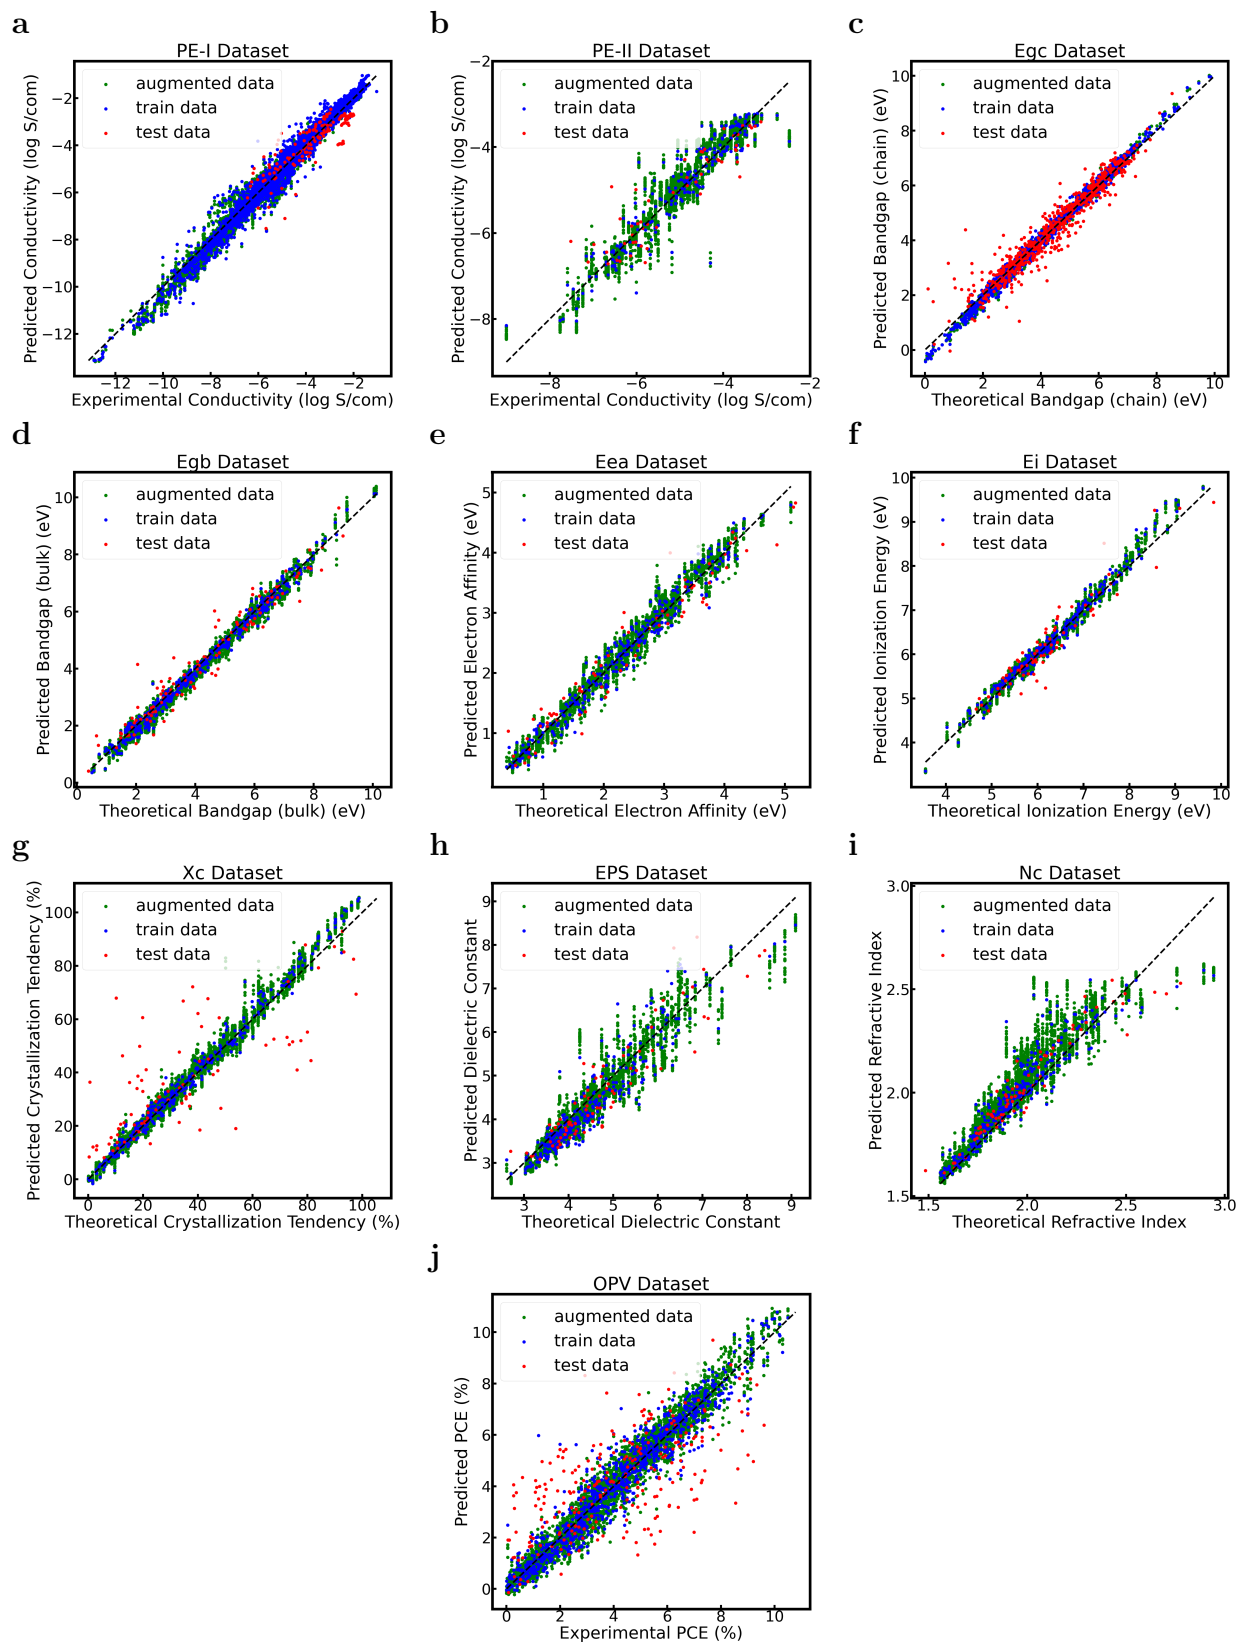 a
PE-I Dataset
augmented data
train data
test data
−2
−4
−6
−8
−10
−12
−12
−10
−8
−6
−4
−2
Predicted Conductivity (log S/com)
Experimental Conductivity (log S/com)
b
PE-II Dataset
augmented data
train data
test data
−2
−4
−6
−8
−8
−6
−4
−2
Predicted Conductivity (log S/com)
Experimental Conductivity (log S/com)
c
Egc Dataset
augmented data
train data
test data
10
8
6
4
2
0
0
2
4
6
8
10
Predicted Bandgap (chain) (eV)
Theoretical Bandgap (chain) (eV)
d
Egb Dataset
augmented data
train data
test data
10
8
6
4
2
0
0
2
4
6
8
10
Predicted Bandgap (bulk) (eV)
Theoretical Bandgap (bulk) (eV)
e
Eea Dataset
augmented data
train data
test data
5
4
3
2
1
1
2
3
4
5
Predicted Electron Affinity (eV)
Theoretical Electron Affinity (eV)
f
Ei Dataset
augmented data
train data
test data
10
9
8
7
6
5
4
4
5
6
7
8
9
10
Predicted Ionization Energy (eV)
Theoretical Ionization Energy (eV)
g
Xc Dataset
augmented data
train data
test data
100
80
60
40
20
0
0
20
40
60
80
100
Predicted Crystallization Tendency (%)
Theoretical Crystallization Tendency (%)
h
EPS Dataset
augmented data
train data
test data
9
8
7
6
5
4
3
3
4
5
6
7
8
9
Predicted Dielectric Constant
Theoretical Dielectric Constant
i
Nc Dataset
augmented data
train data
test data
3.0
2.5
2.0
1.5
1.5
2.0
2.5
3.0
Predicted Refractive Index
Theoretical Refractive Index
j
OPV Dataset
augmented data
train data
test data
10
8
6
4
2
0
0
2
4
6
8
10
Predicted PCE (%)
Experimental PCE (%)